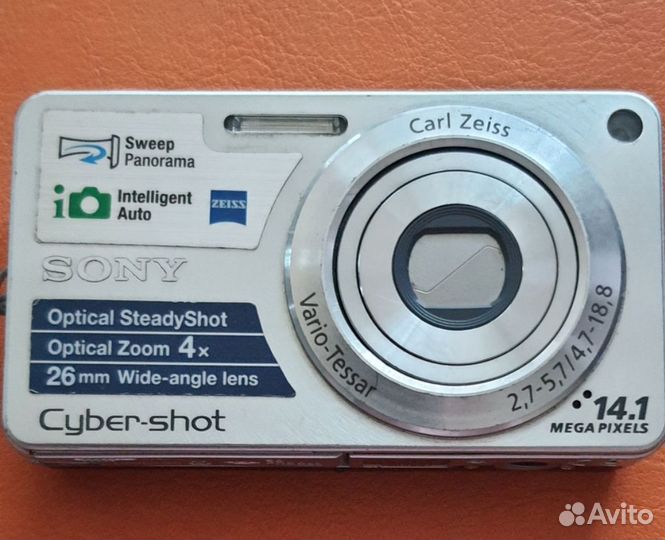 Sweep
Panorama
Intelligent
Auto
i
ZEISS
SONY
Optical SteadyShot
Optical Zoom 4x
26mm Wide-angle lens
Cyber-shot
Carl Zeiss
Vario-Tessar
2,7-5,7/4,7-18,8
14.1
MEGA PIXELS
Avito